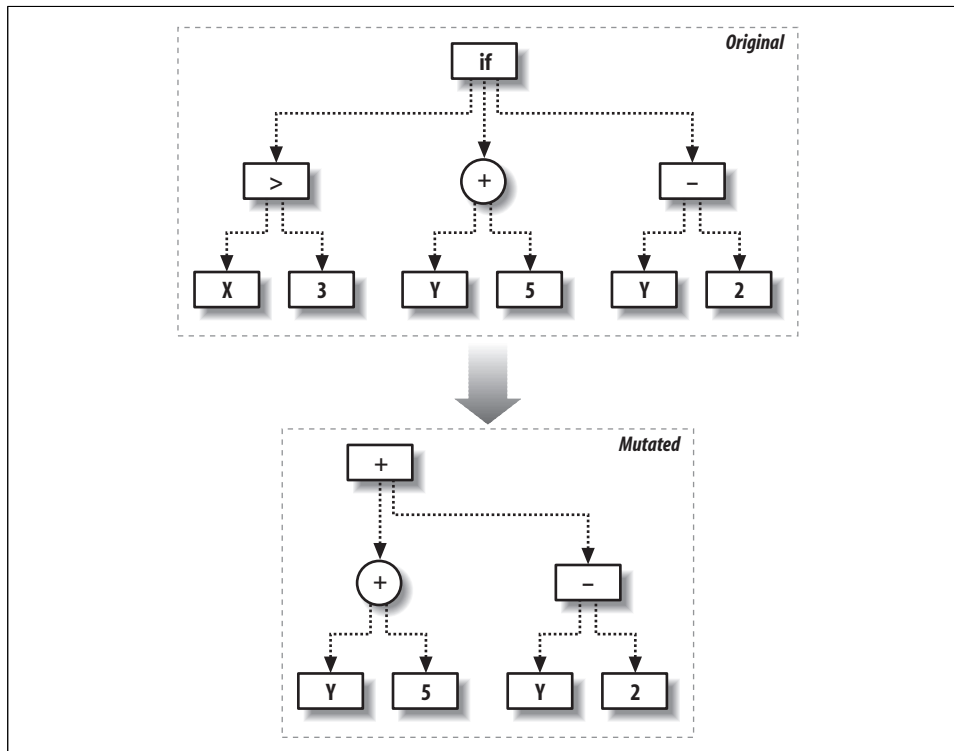 Original
if
> + –
X 3 Y 5 Y 2
Mutated
+
+ –
Y 5 Y 2